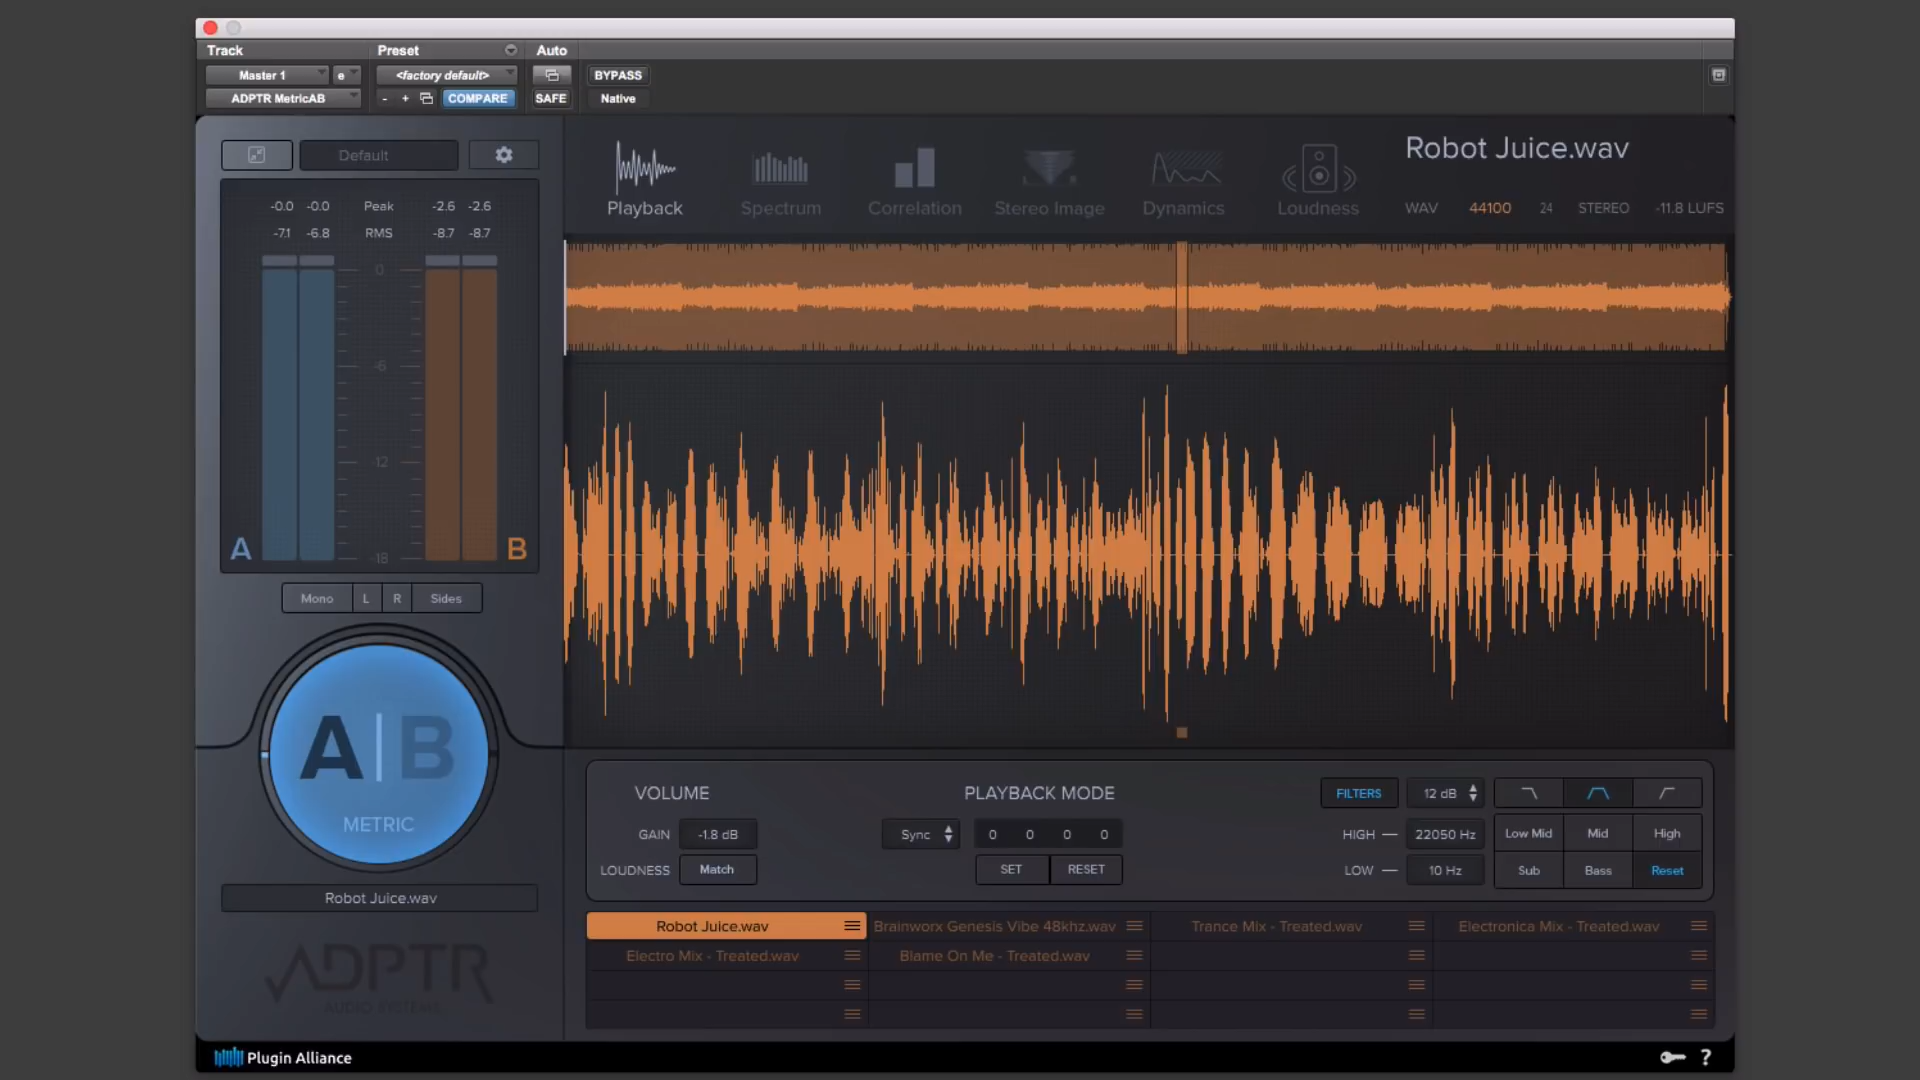 Track Preset Auto
Master 1 e <factory default> BYPASS
ADPTR MetricAB - + COMPARE SAFE Native
Default
-0.0 -0.0 Peak -2.6 -2.6
-7.1 -6.8 RMS -8.7 -8.7
0
-6
-12
-18
A B
Mono L R Sides
A|B
METRIC
Robot Juice.wav
ADPTR
AUDIO SYSTEMS
Playback Spectrum Correlation Stereo Image Dynamics Loudness
Robot Juice.wav
WAV 44100 24 STEREO -11.8 LUFS
VOLUME
GAIN -1.8 dB
LOUDNESS Match
PLAYBACK MODE
Sync 0 0 0 0
SET RESET
FILTERS 12 dB
HIGH 22050 Hz Low Mid Mid High
LOW 10 Hz Sub Bass Reset
Robot Juice.wav Brainworx Genesis Vibe 48khz.wav Trance Mix - Treated.wav Electronica Mix - Treated.wav
Electro Mix - Treated.wav Blame On Me - Treated.wav
Plugin Alliance ?